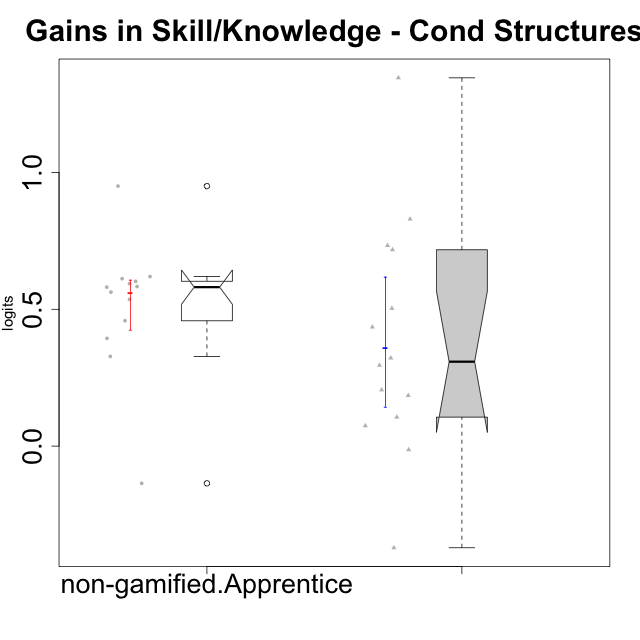 Gains in Skill/Knowledge - Cond Structures
logits
1.0
0.5
0.0
non-gamified.Apprentice